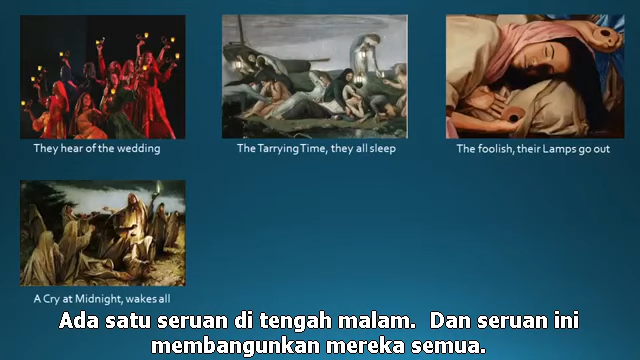 They hear of the wedding
The Tarrying Time, they all sleep
The foolish, their Lamps go out
A Cry at Midnight, wakes all
Ada satu seruan di tengah malam.  Dan seruan ini
membangunkan mereka semua.